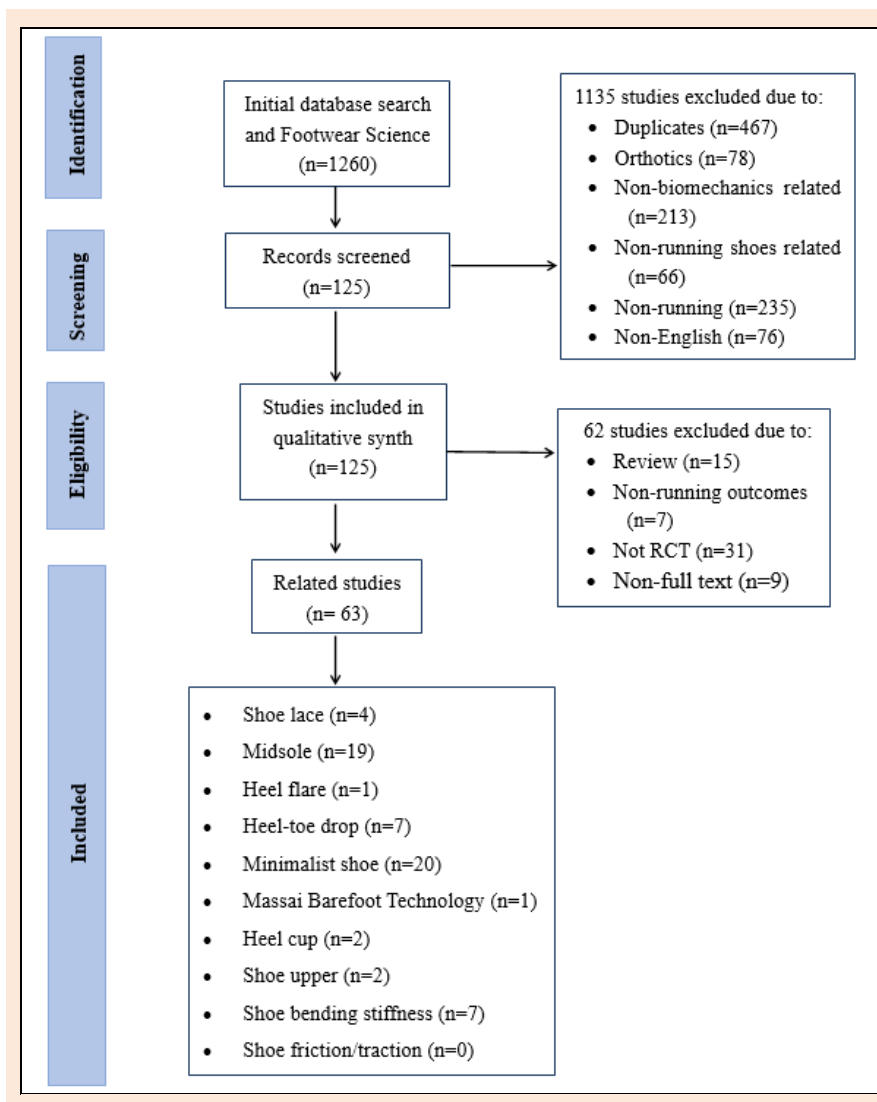 Identification
Initial database search
and Footwear Science
(n=1260)
1135 studies excluded due to:
• Duplicates (n=467)
• Orthotics (n=78)
• Non-biomechanics related
(n=213)
• Non-running shoes related
(n=66)
• Non-running (n=235)
• Non-English (n=76)
Screening
Records screened
(n=125)
Eligibility
Studies included in
qualitative synth
(n=125)
62 studies excluded due to:
• Review (n=15)
• Non-running outcomes
(n=7)
• Not RCT (n=31)
• Non-full text (n=9)
Included
Related studies
(n= 63)
• Shoe lace (n=4)
• Midsole (n=19)
• Heel flare (n=1)
• Heel-toe drop (n=7)
• Minimalist shoe (n=20)
• Massai Barefoot Technology (n=1)
• Heel cup (n=2)
• Shoe upper (n=2)
• Shoe bending stiffness (n=7)
• Shoe friction/traction (n=0)